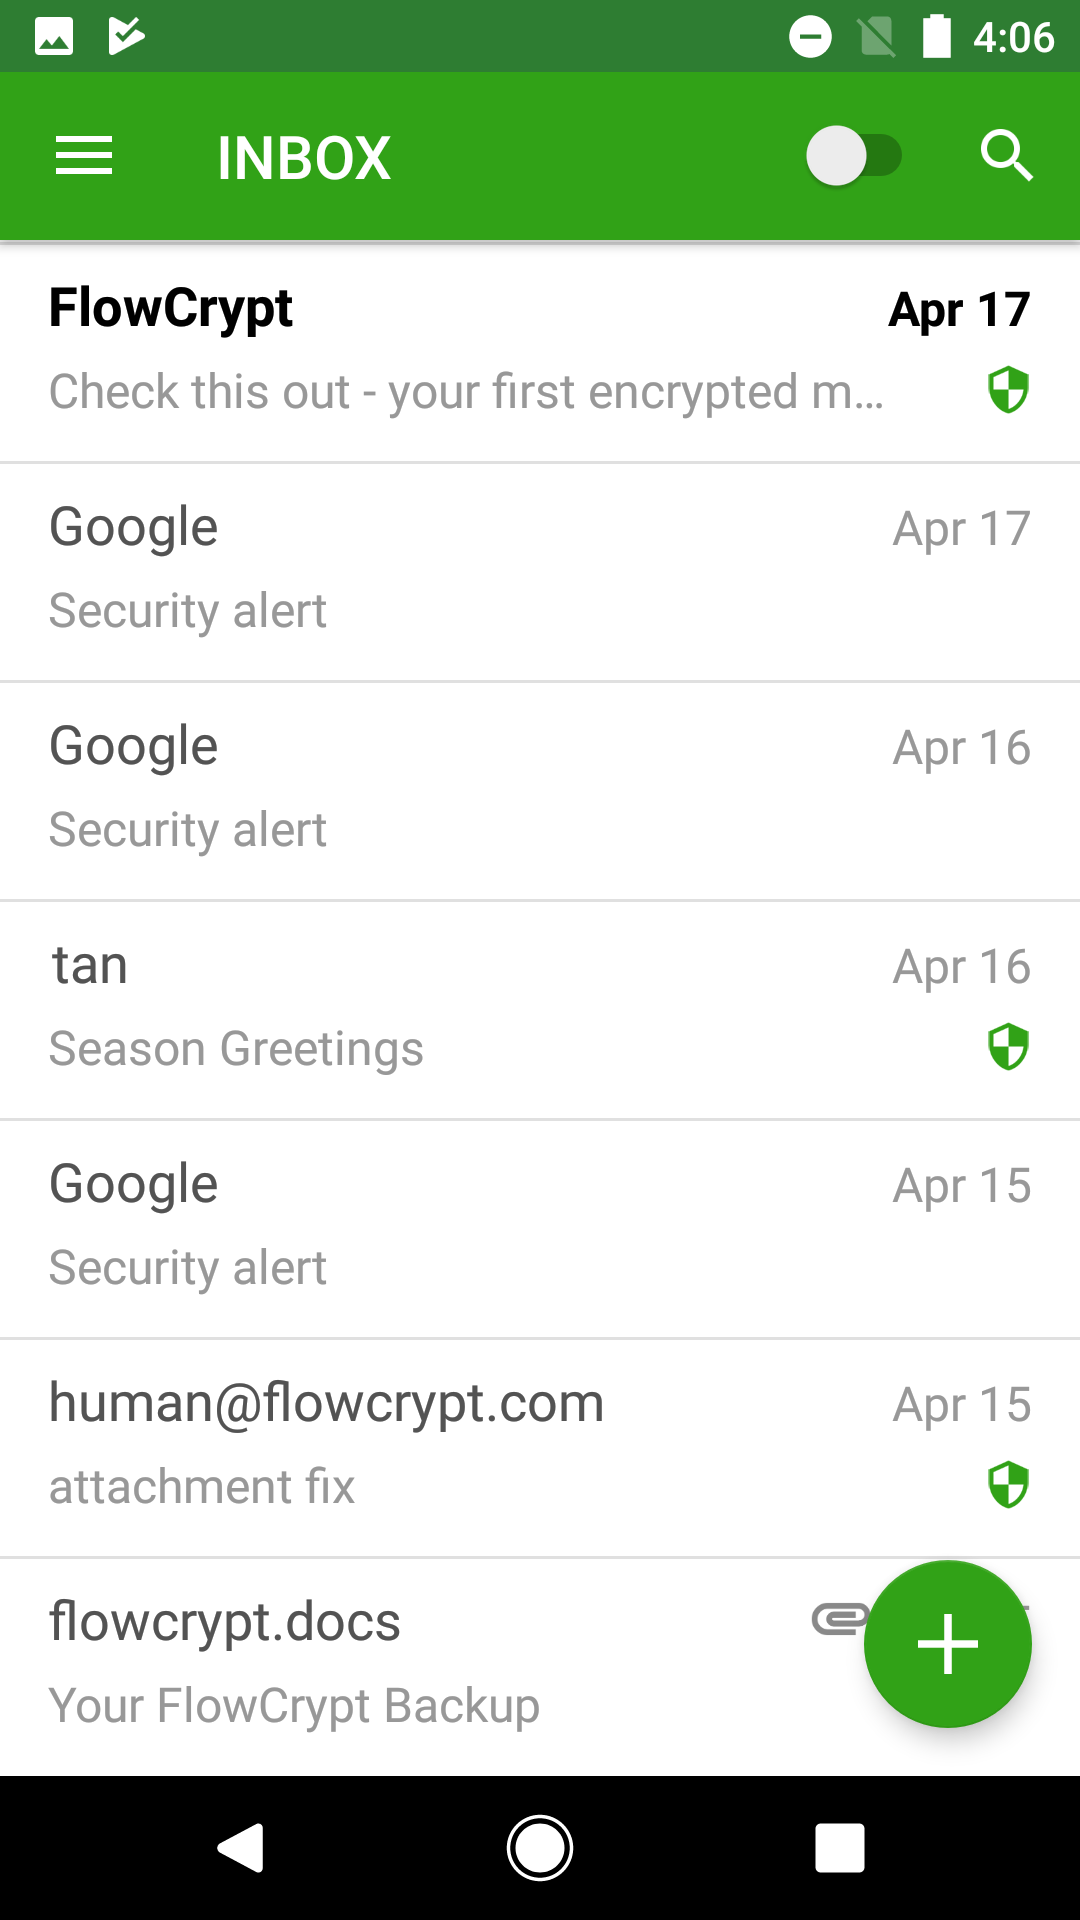 4:06
INBOX
FlowCrypt Apr 17
Check this out - your first encrypted m...
Google Apr 17
Security alert
Google Apr 16
Security alert
tan Apr 16
Season Greetings
Google Apr 15
Security alert
human@flowcrypt.com Apr 15
attachment fix
flowcrypt.docs
Your FlowCrypt Backup